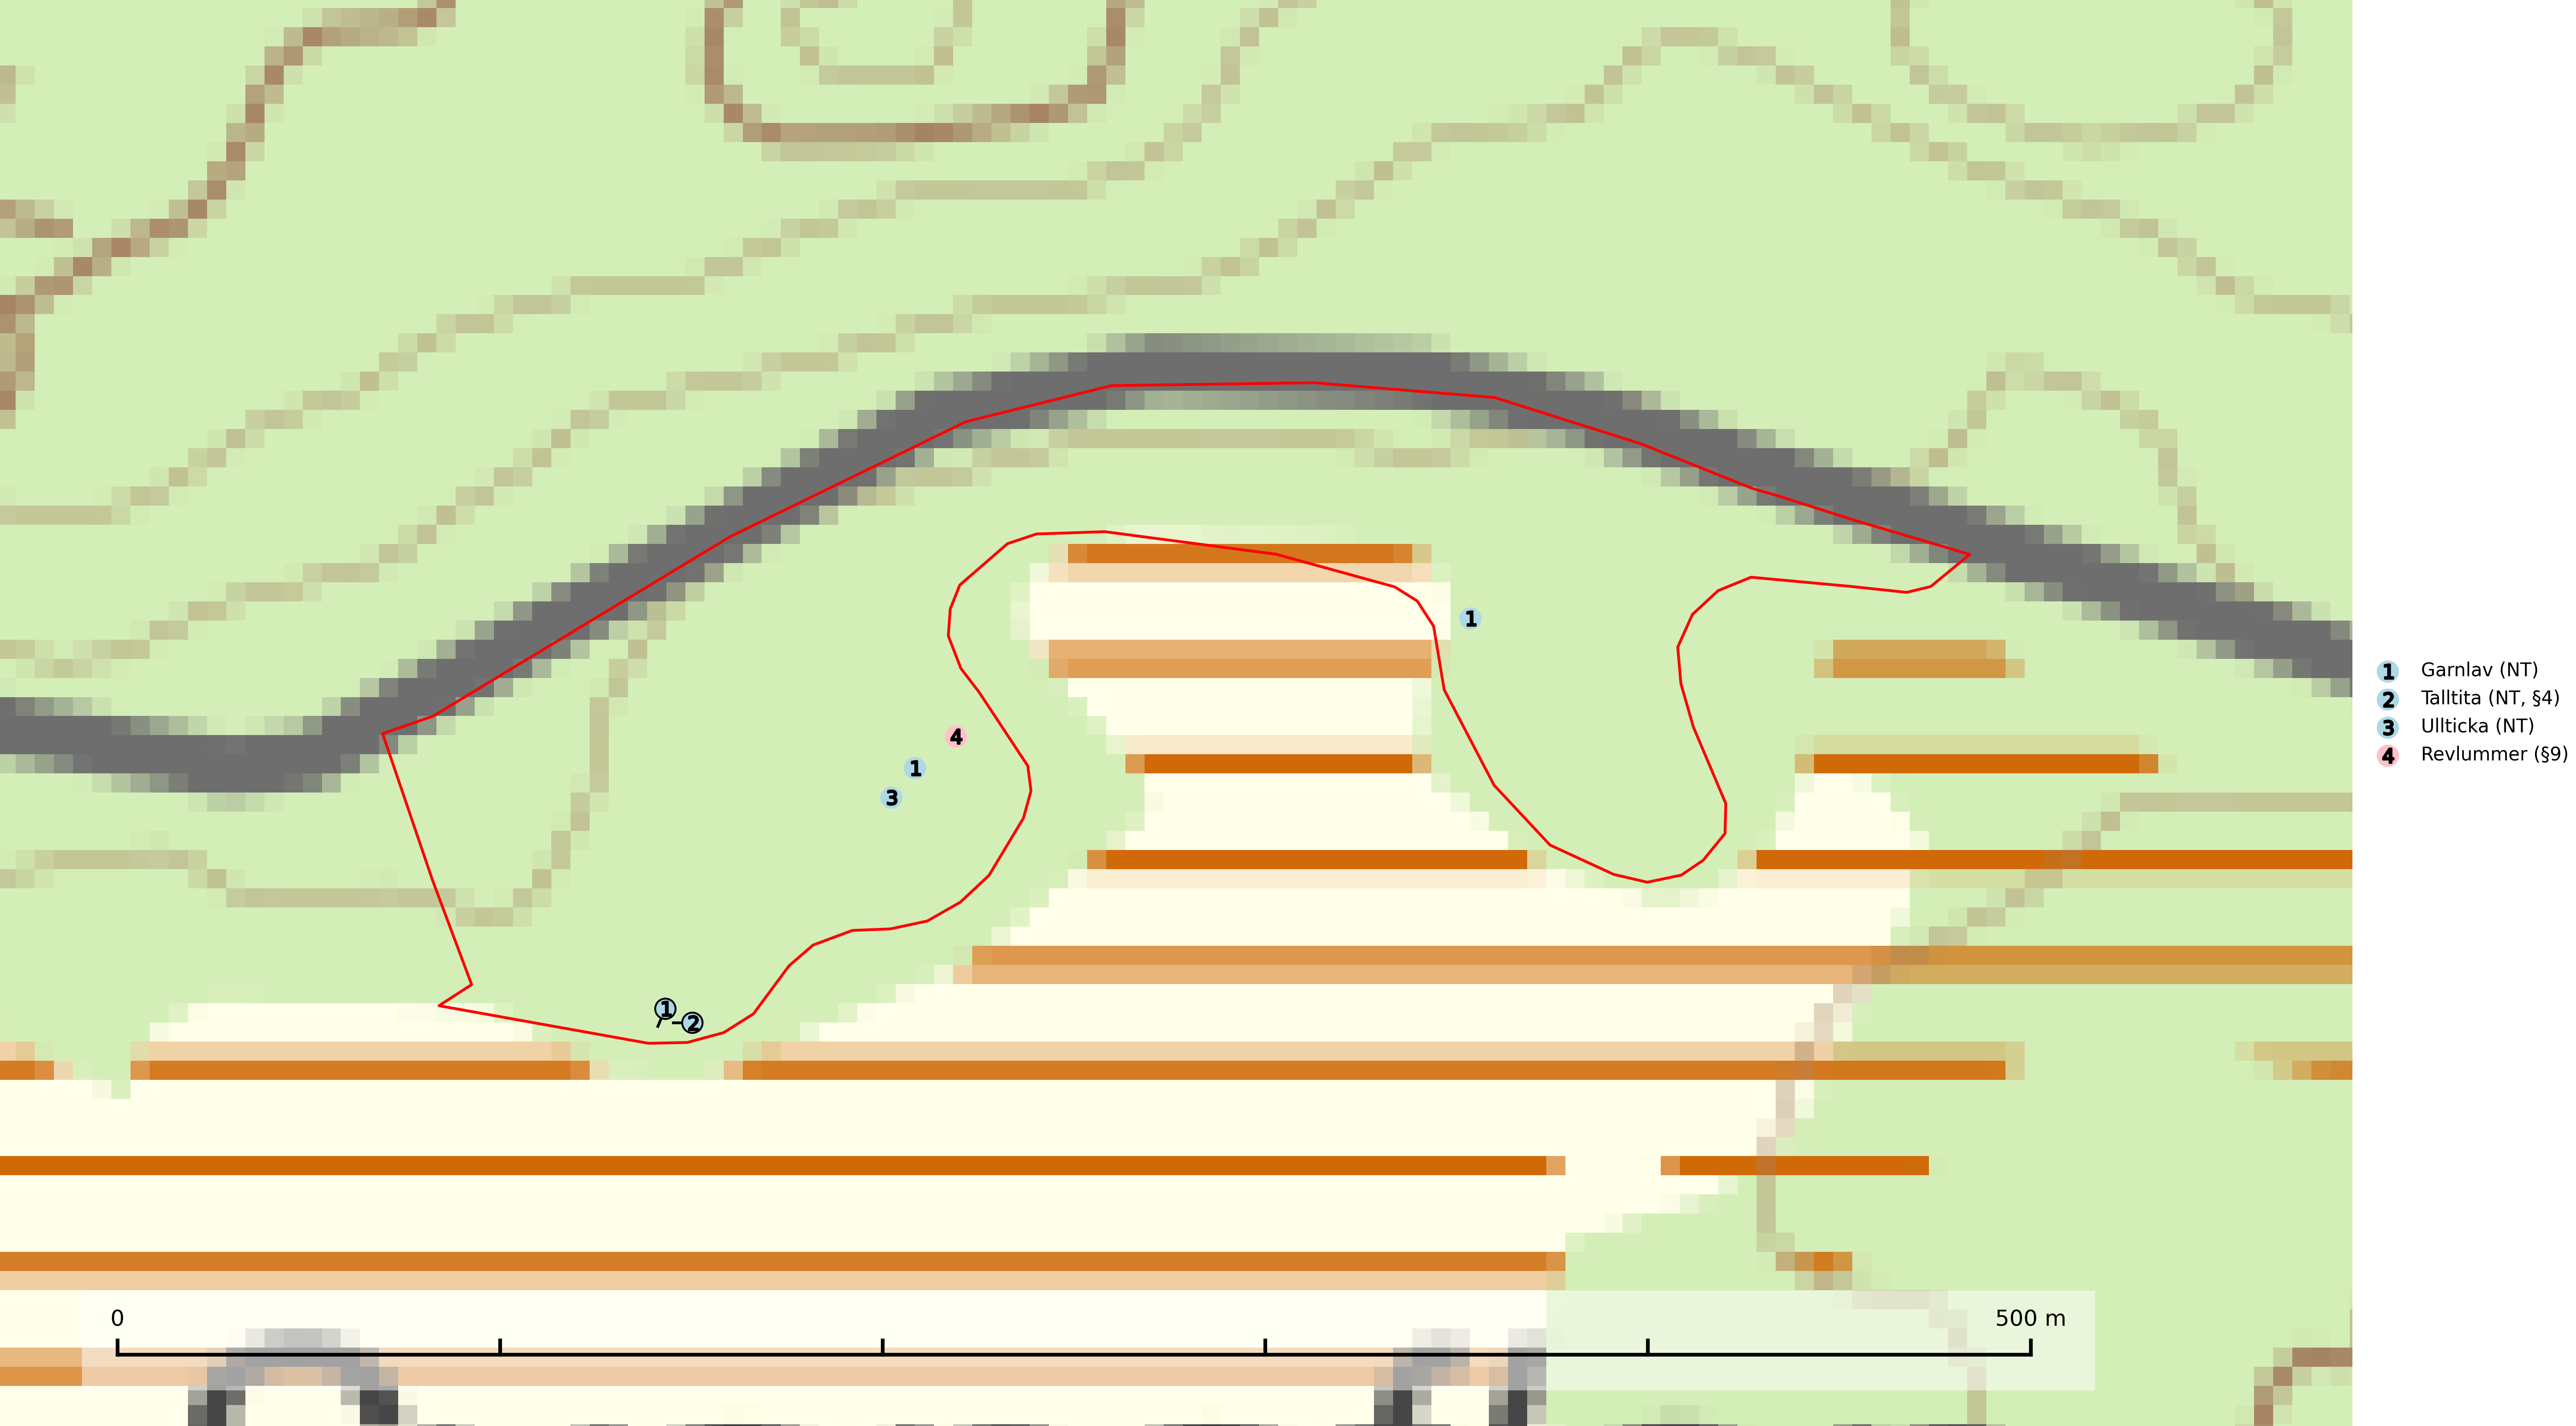 1
4
1
3
1
2
1 Garnlav (NT)
2 Talltita (NT, §4)
3 Ullticka (NT)
4 Revlummer (§9)
0 500 m